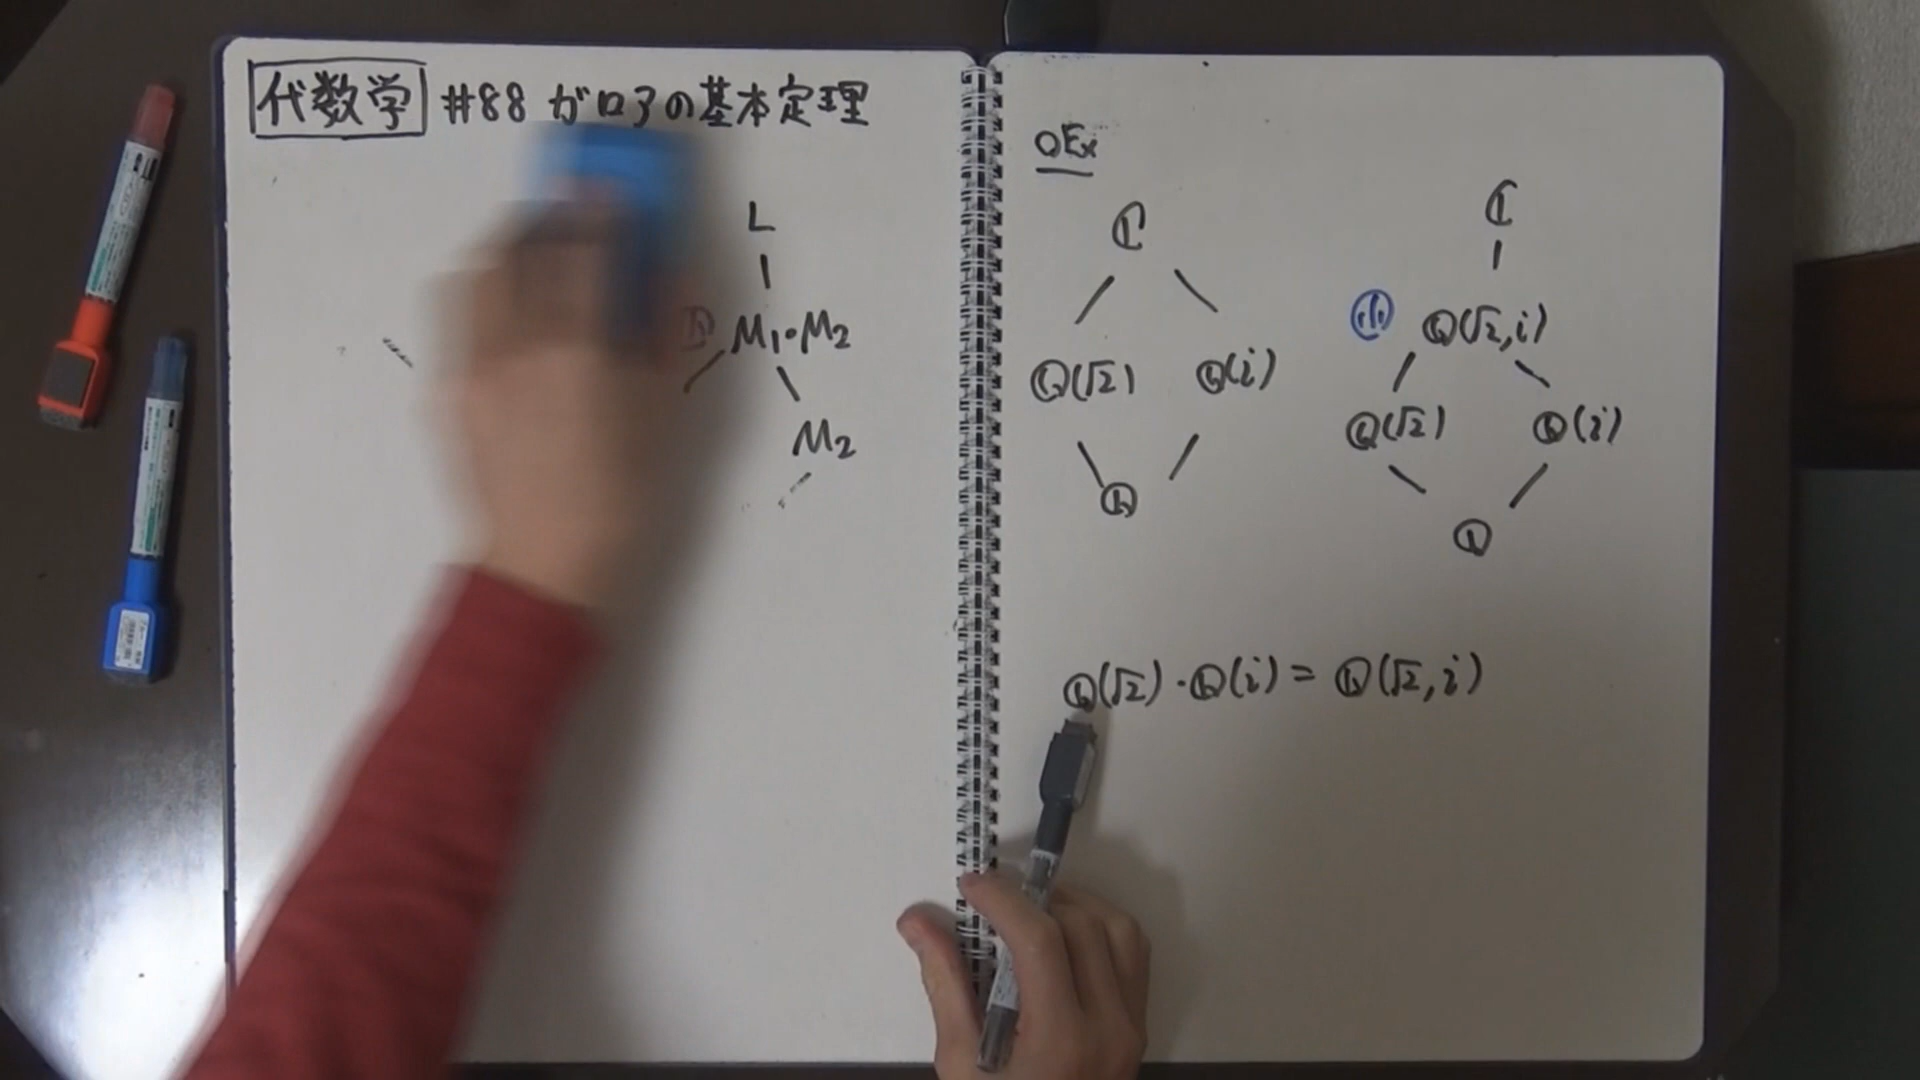 代数学 #88 ガロアの基本定理
L
M₁・M₂
M₂
○Ex
ℂ
ℚ(√2) ℚ(i)
ℚ
ℂ
小 ℚ(√2, i)
ℚ(√2) ℚ(i)
ℚ
ℚ(√2)・ℚ(i) = ℚ(√2, i)